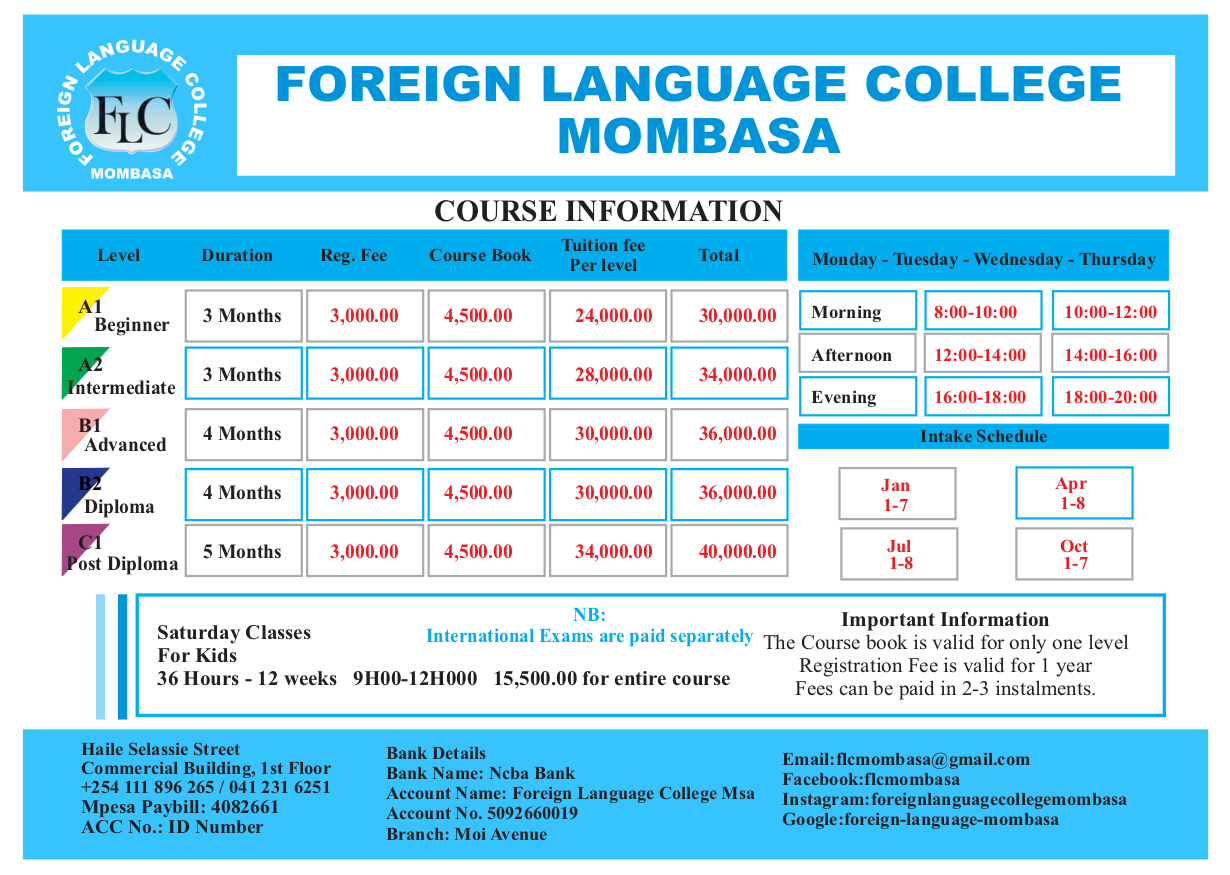 FOREIGN LANGUAGE COLLEGE
MOMBASA
FLC
FOREIGN LANGUAGE COLLEGE
MOMBASA
COURSE INFORMATION
Level Duration Reg. Fee Course Book Tuition fee Per level Total
A1 Beginner 3 Months 3,000.00 4,500.00 24,000.00 30,000.00
A2 Intermediate 3 Months 3,000.00 4,500.00 28,000.00 34,000.00
B1 Advanced 4 Months 3,000.00 4,500.00 30,000.00 36,000.00
B2 Diploma 4 Months 3,000.00 4,500.00 30,000.00 36,000.00
C1 Post Diploma 5 Months 3,000.00 4,500.00 34,000.00 40,000.00
Monday - Tuesday - Wednesday - Thursday
Morning 8:00-10:00 10:00-12:00
Afternoon 12:00-14:00 14:00-16:00
Evening 16:00-18:00 18:00-20:00
Intake Schedule
Jan
1-7
Apr
1-8
Jul
1-8
Oct
1-7
Saturday Classes
For Kids
36 Hours - 12 weeks 9H00-12H000 15,500.00 for entire course
NB:
International Exams are paid separately
Important Information
The Course book is valid for only one level
Registration Fee is valid for 1 year
Fees can be paid in 2-3 instalments.
Haile Selassie Street
Commercial Building, 1st Floor
+254 111 896 265 / 041 231 6251
Mpesa Paybill: 4082661
ACC No.: ID Number
Bank Details
Bank Name: Ncba Bank
Account Name: Foreign Language College Msa
Account No. 5092660019
Branch: Moi Avenue
Email:flcmombasa@gmail.com
Facebook:flcmombasa
Instagram:foreignlanguagecollegemombasa
Google:foreign-language-mombasa